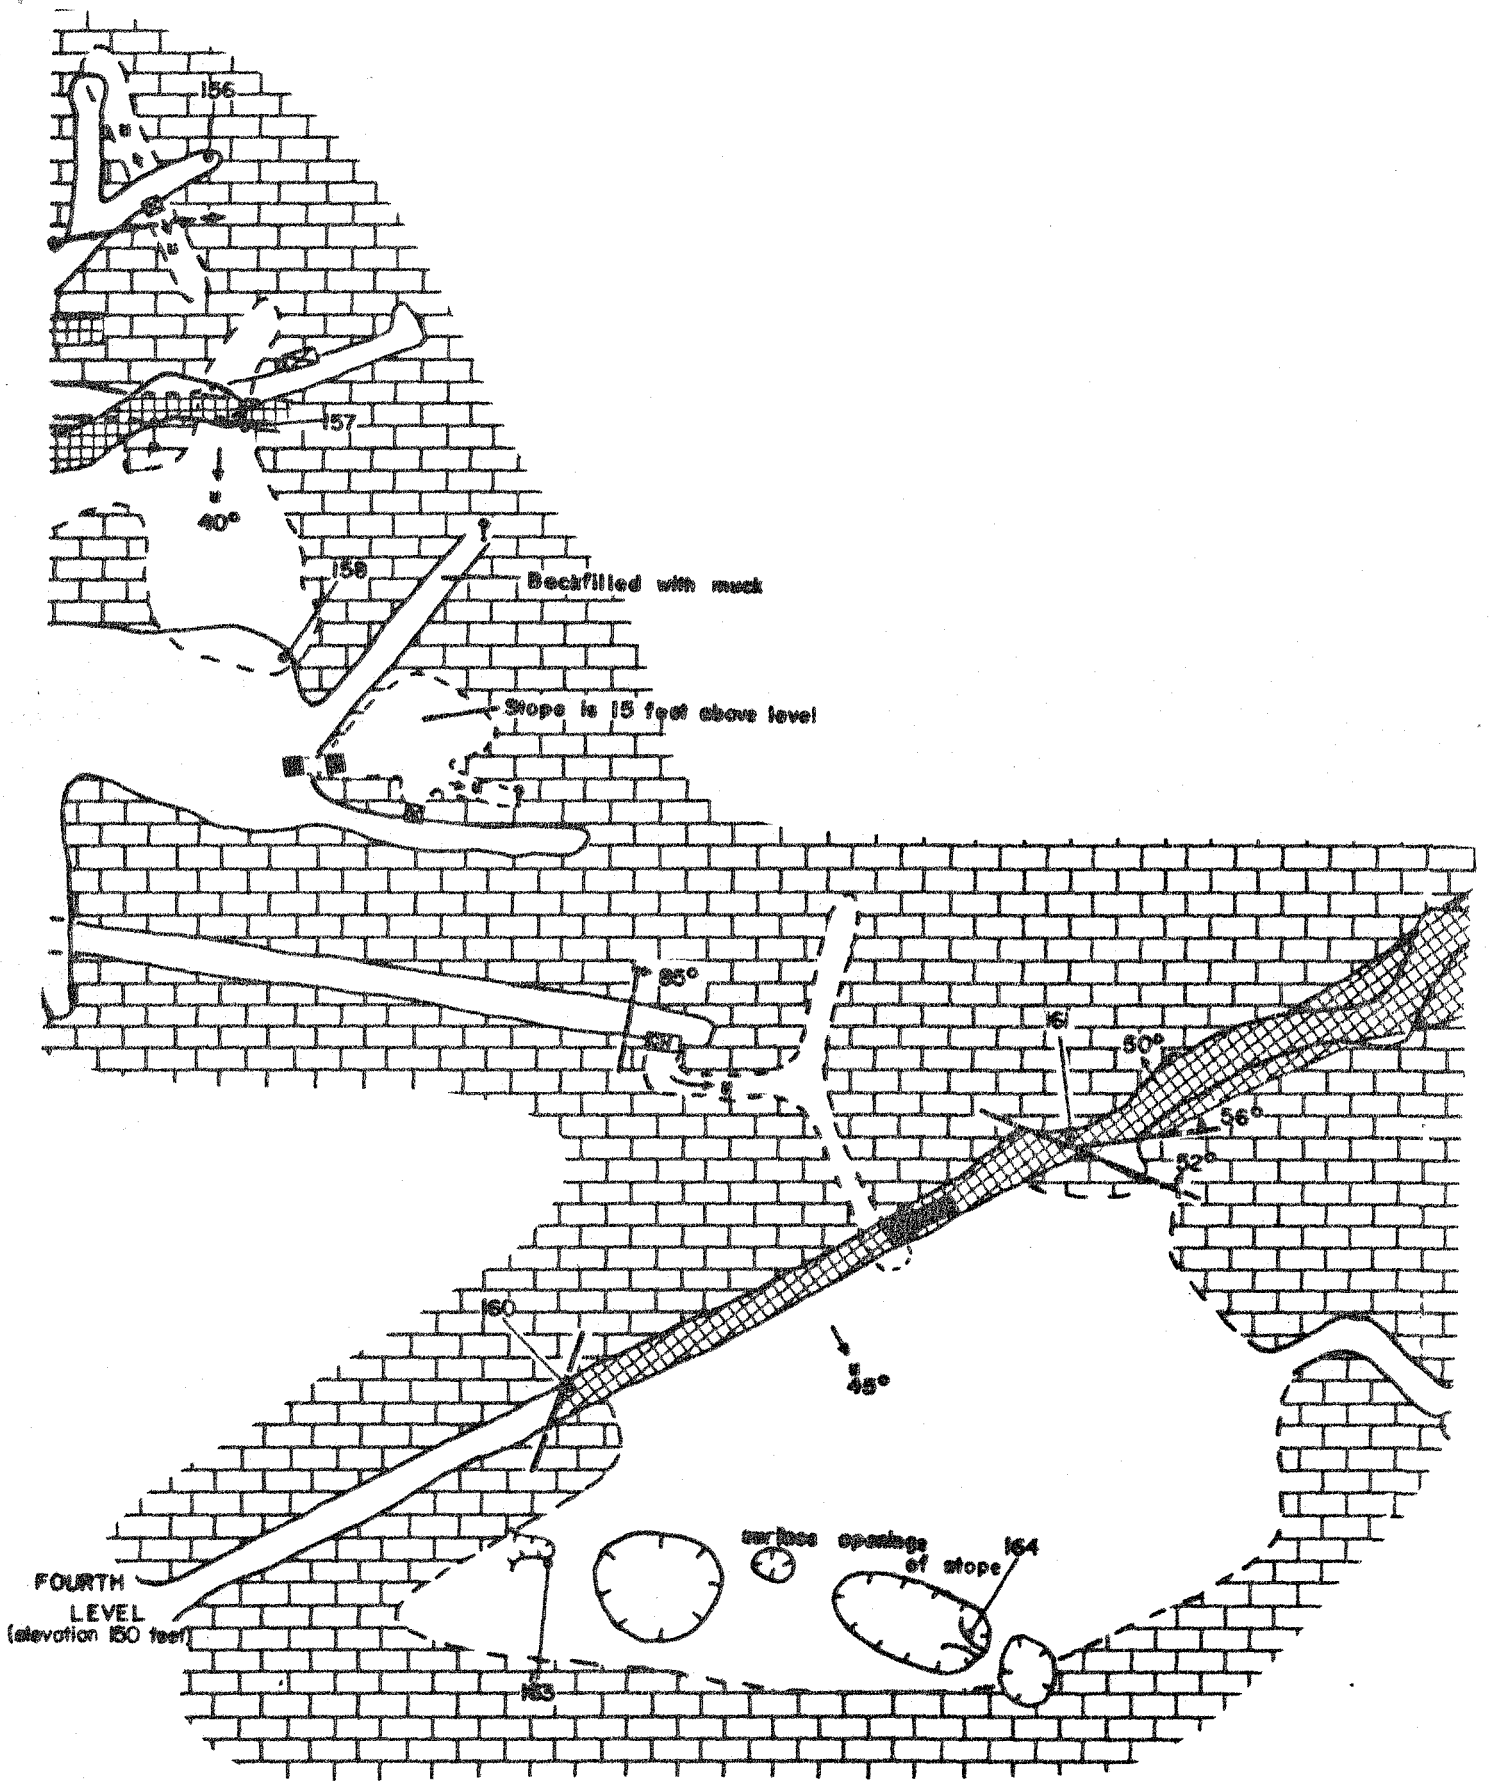 156
157
40°
158
Backfilled with muck
Stope is 15 feet above level
85°
161
50°
56°
52°
160
45°
surface openings
of stope
164
FOURTH
LEVEL
(elevation 150 feet)
163